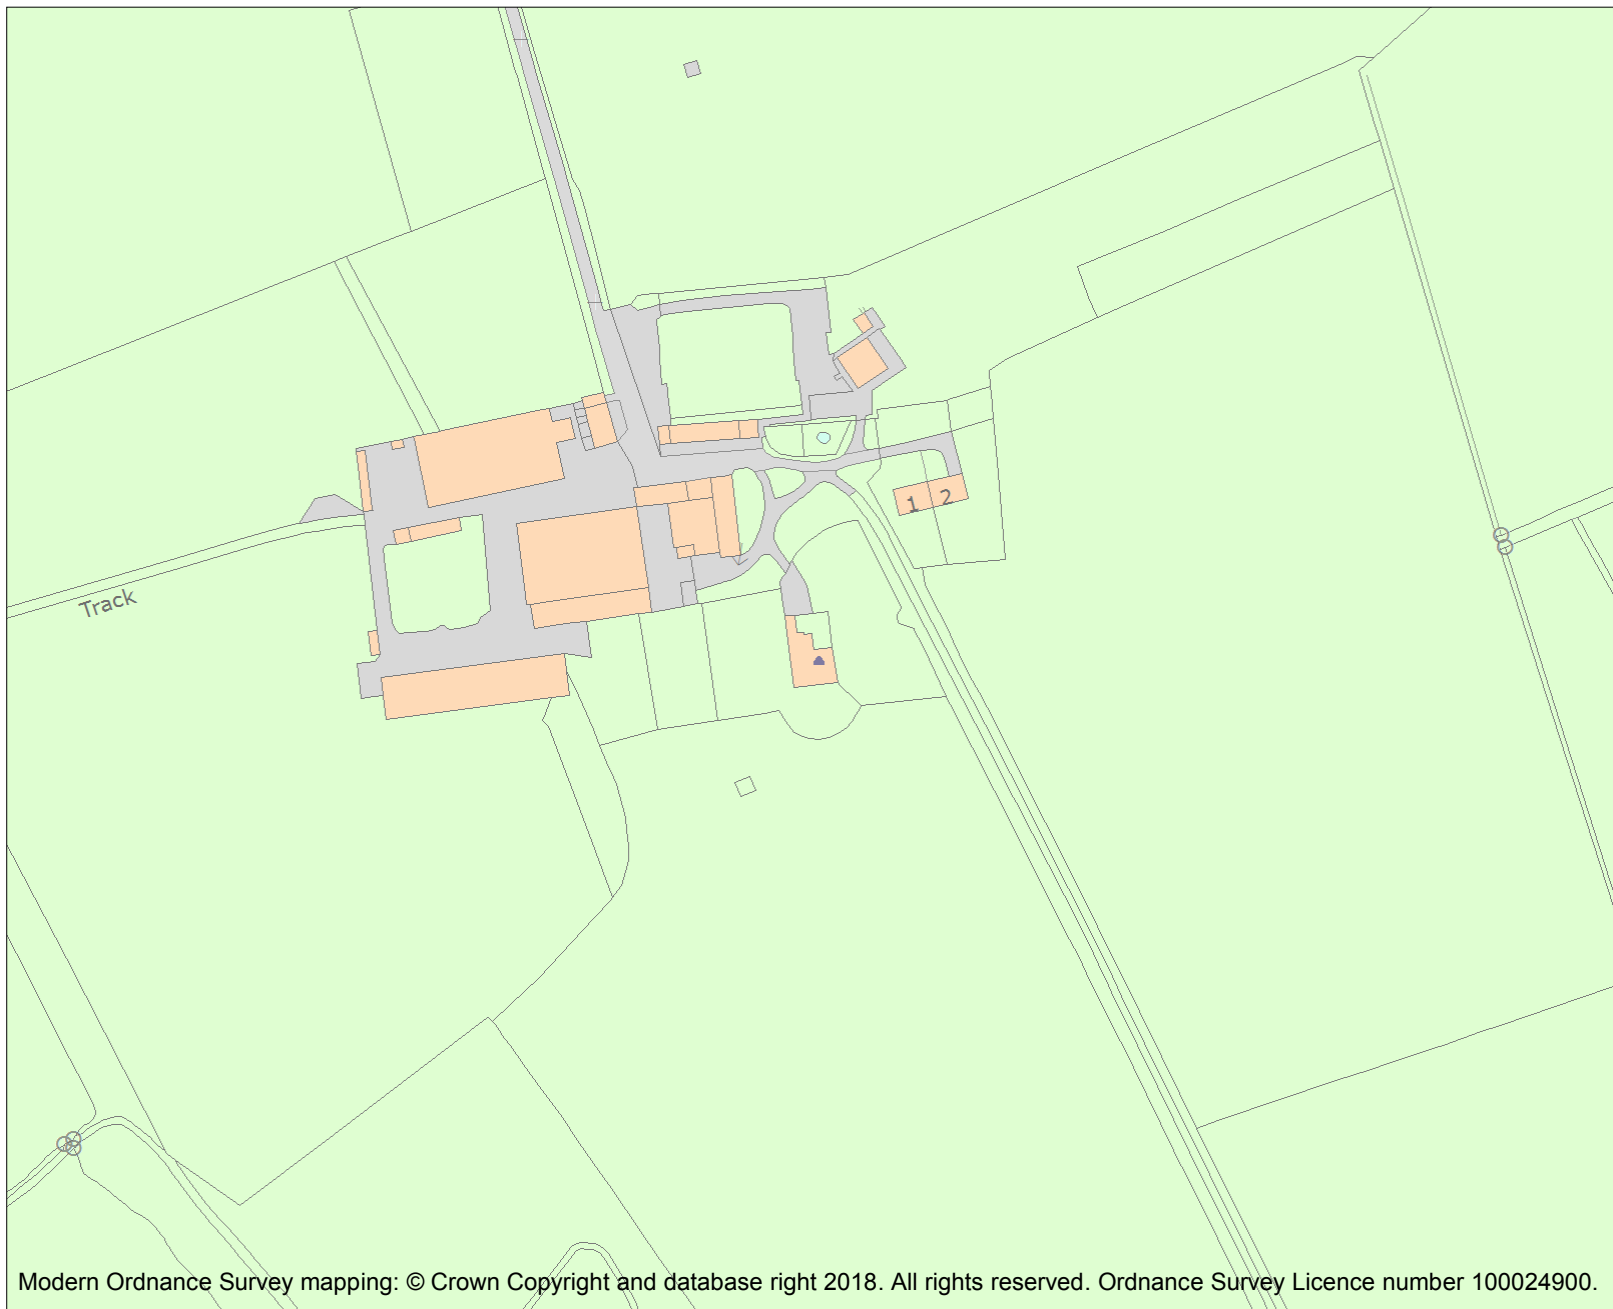 1 2
Track
Modern Ordnance Survey mapping: © Crown Copyright and database right 2018. All rights reserved. Ordnance Survey Licence number 100024900.